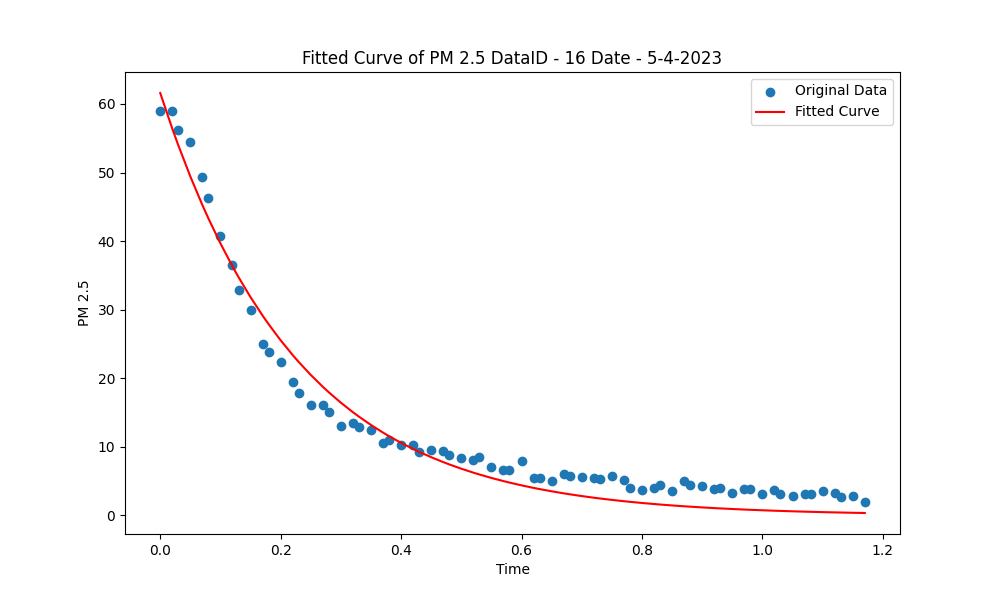 Fitted Curve of PM 2.5 DataID - 16 Date - 5-4-2023
Original Data
Fitted Curve
60
50
40
30
20
10
0
PM 2.5
0.0 0.2 0.4 0.6 0.8 1.0 1.2
Time